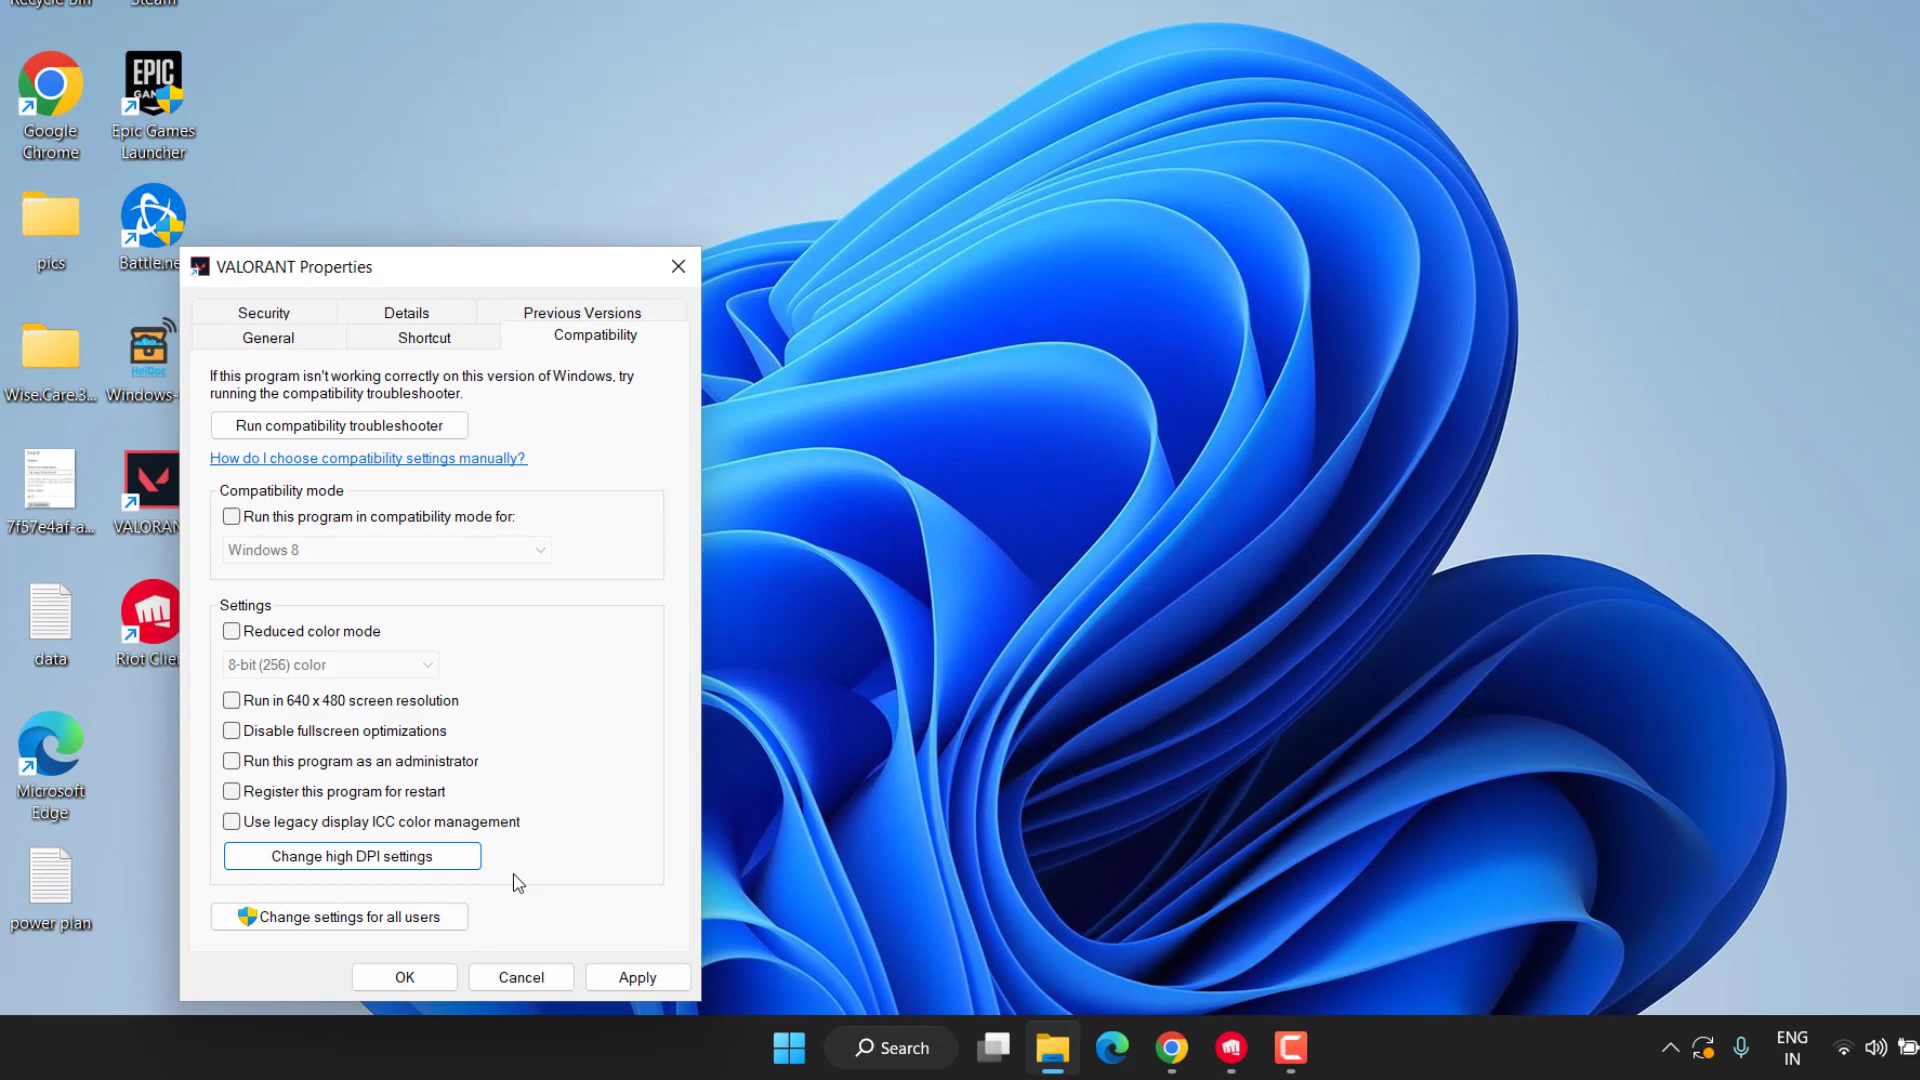 Recycle Bin
Steam
Google
Chrome
EPIC
GAMES
Epic Games
Launcher
pics
Battle.ne
Wise.Care.3...
HeiDoc
Windows-
7f57e4af-a...
VALORAN
data
Riot Clie
Microsoft
Edge
power plan
VALORANT Properties
Security
Details
Previous Versions
General
Shortcut
Compatibility
If this program isn't working correctly on this version of Windows, try
running the compatibility troubleshooter.
Run compatibility troubleshooter
How do I choose compatibility settings manually?
Compatibility mode
Run this program in compatibility mode for:
Windows 8
Settings
Reduced color mode
8-bit (256) color
Run in 640 x 480 screen resolution
Disable fullscreen optimizations
Run this program as an administrator
Register this program for restart
Use legacy display ICC color management
Change high DPI settings
Change settings for all users
OK
Cancel
Apply
Search
ENG
IN